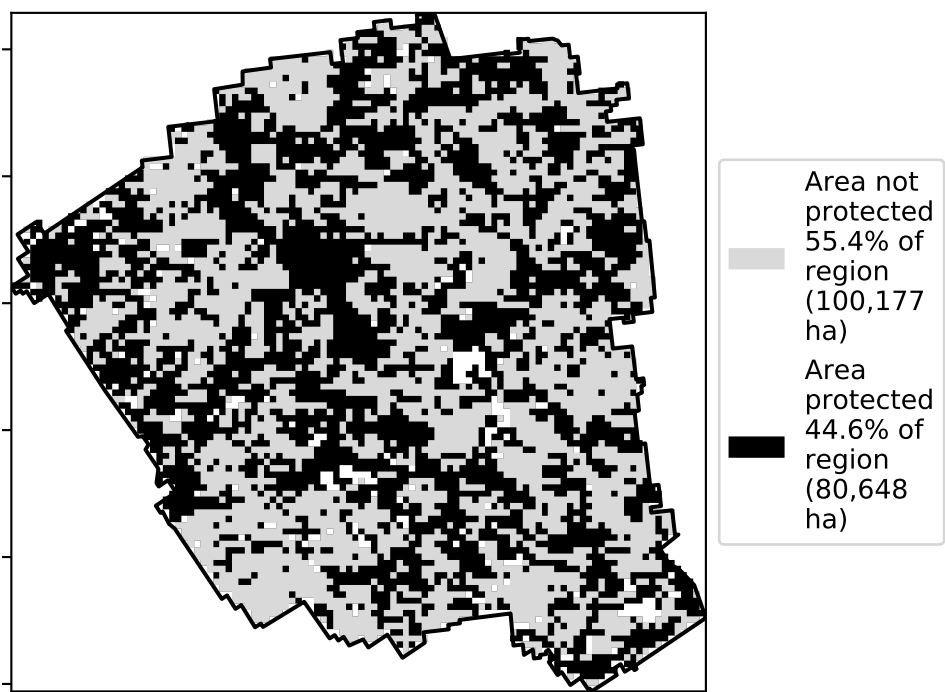 Area not
protected
55.4% of
region
(100,177
ha)
Area
protected
44.6% of
region
(80,648
ha)